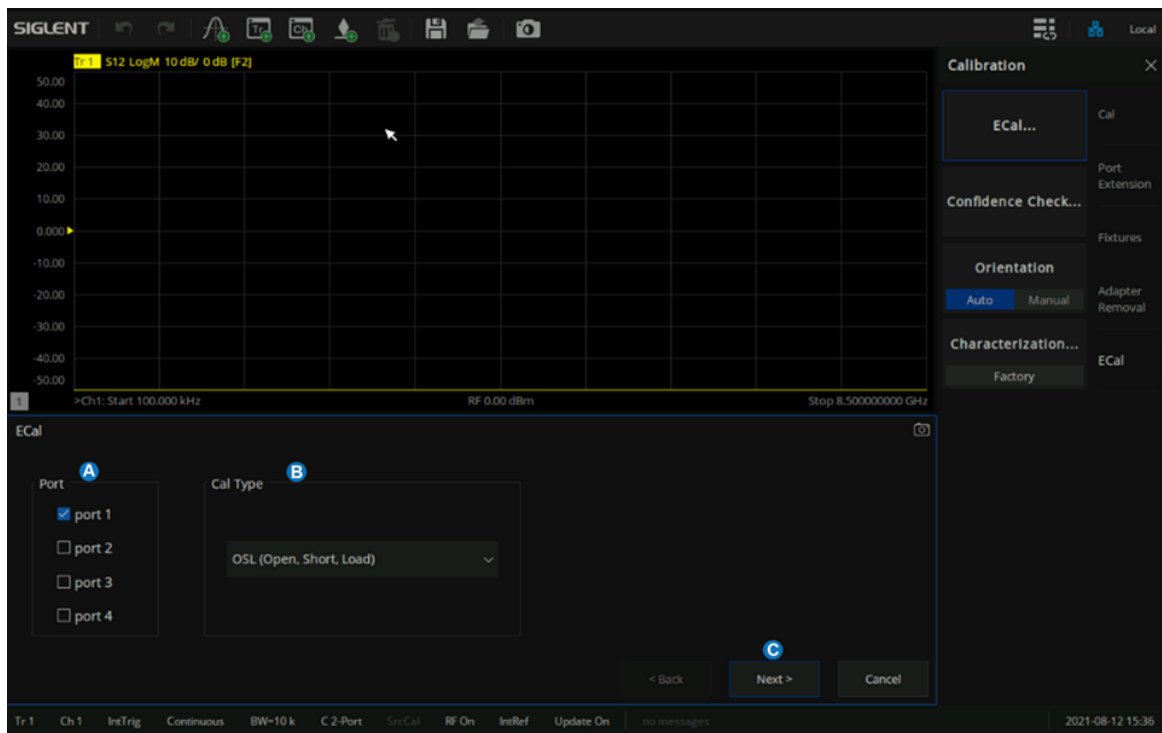 SIGLENT
Tr
Ch
Local
Tr 1 S12 LogM 10 dB/ 0 dB [F2]
50.00
40.00
30.00
20.00
10.00
0.000
-10.00
-20.00
-30.00
-40.00
-50.00
1
>Ch1: Start 100.000 kHz
RF 0.00 dBm
Stop 8.500000000 GHz
Calibration
ECal...
Confidence Check...
Orientation
Auto
Manual
Characterization...
Factory
Cal
Port
Extension
Fixtures
Adapter
Removal
ECal
ECal
A
Port
port 1
port 2
port 3
port 4
B
Cal Type
OSL (Open, Short, Load)
C
< Back
Next >
Cancel
Tr 1 Ch 1 IntTrig Continuous BW=10 k C 2-Port SrcCal RF On IntRef Update On no messages 2021-08-12 15:36